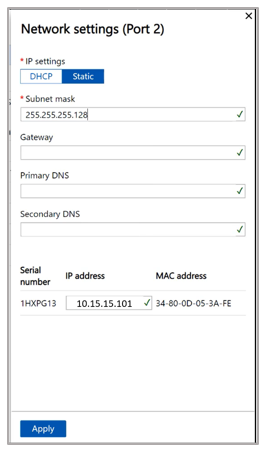 Network settings (Port 2)
* IP settings
DHCP Static
* Subnet mask
255.255.255.128
Gateway
Primary DNS
Secondary DNS
Serial number IP address MAC address
1HXPG13 10.15.15.101 34-80-0D-05-3A-FE
Apply